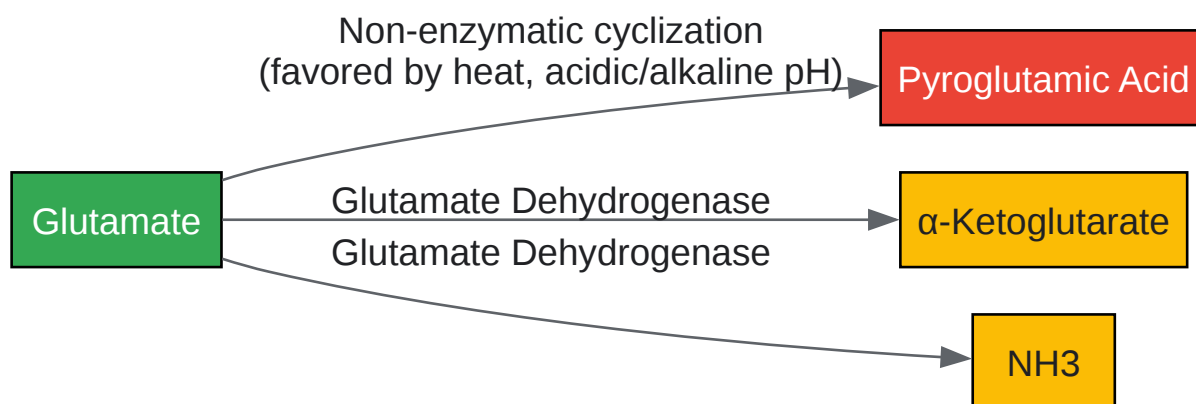 Non-enzymatic cyclization
(favored by heat, acidic/alkaline pH)
Pyroglutamic Acid
Glutamate
Glutamate Dehydrogenase
α-Ketoglutarate
Glutamate Dehydrogenase
NH3